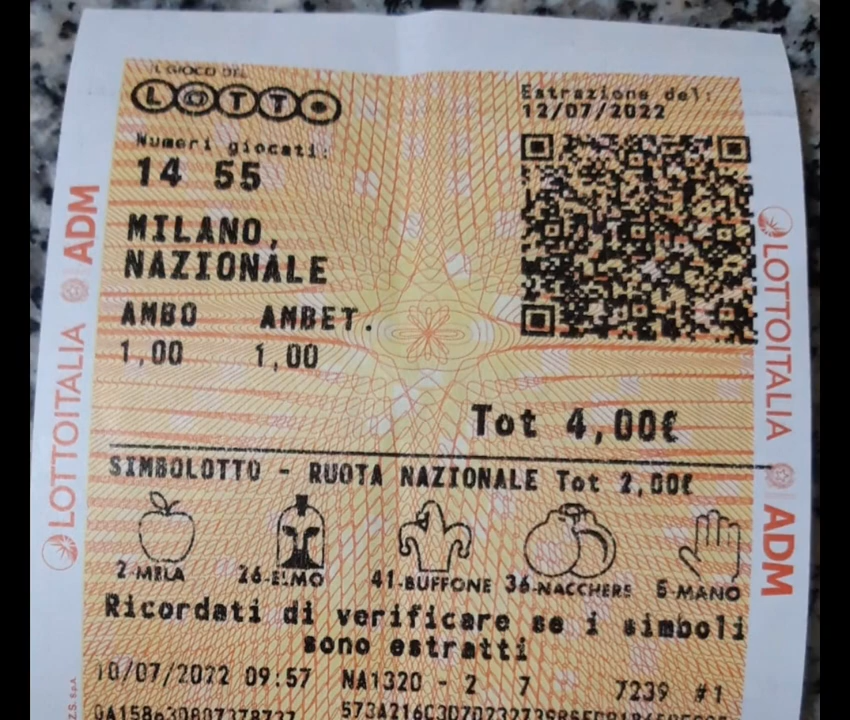 IL GIOCO DEL
LOTTO
Estrazione del:
12/07/2022
Numeri giocati:
14 55
MILANO,
NAZIONALE
AMBO AMBET.
1,00 1,00
Tot 4,00€
SIMBOLOTTO - RUOTA NAZIONALE Tot 2,00€
2-MELA 26-ELMO 41-BUFFONE 36-NACCHERE 5-MANO
Ricordati di verificare se i simboli
sono estratti
10/07/2022 09:57 NA1320 - 2 7 7239 #1
LOTTOITALIA ADM
LOTTOITALIA ADM